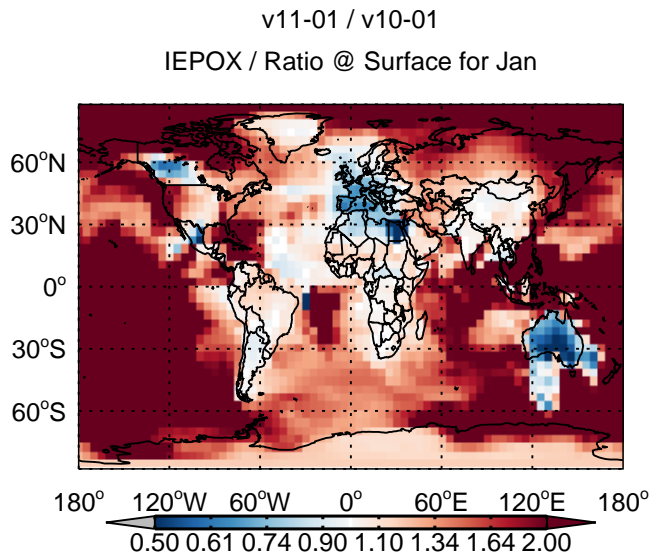 v11-01 / v10-01
IEPOX / Ratio @ Surface for Jan
60°N
30°N
0°
30°S
60°S
180° 120°W 60°W 0° 60°E 120°E 180°
0.50 0.61 0.74 0.90 1.10 1.34 1.64 2.00